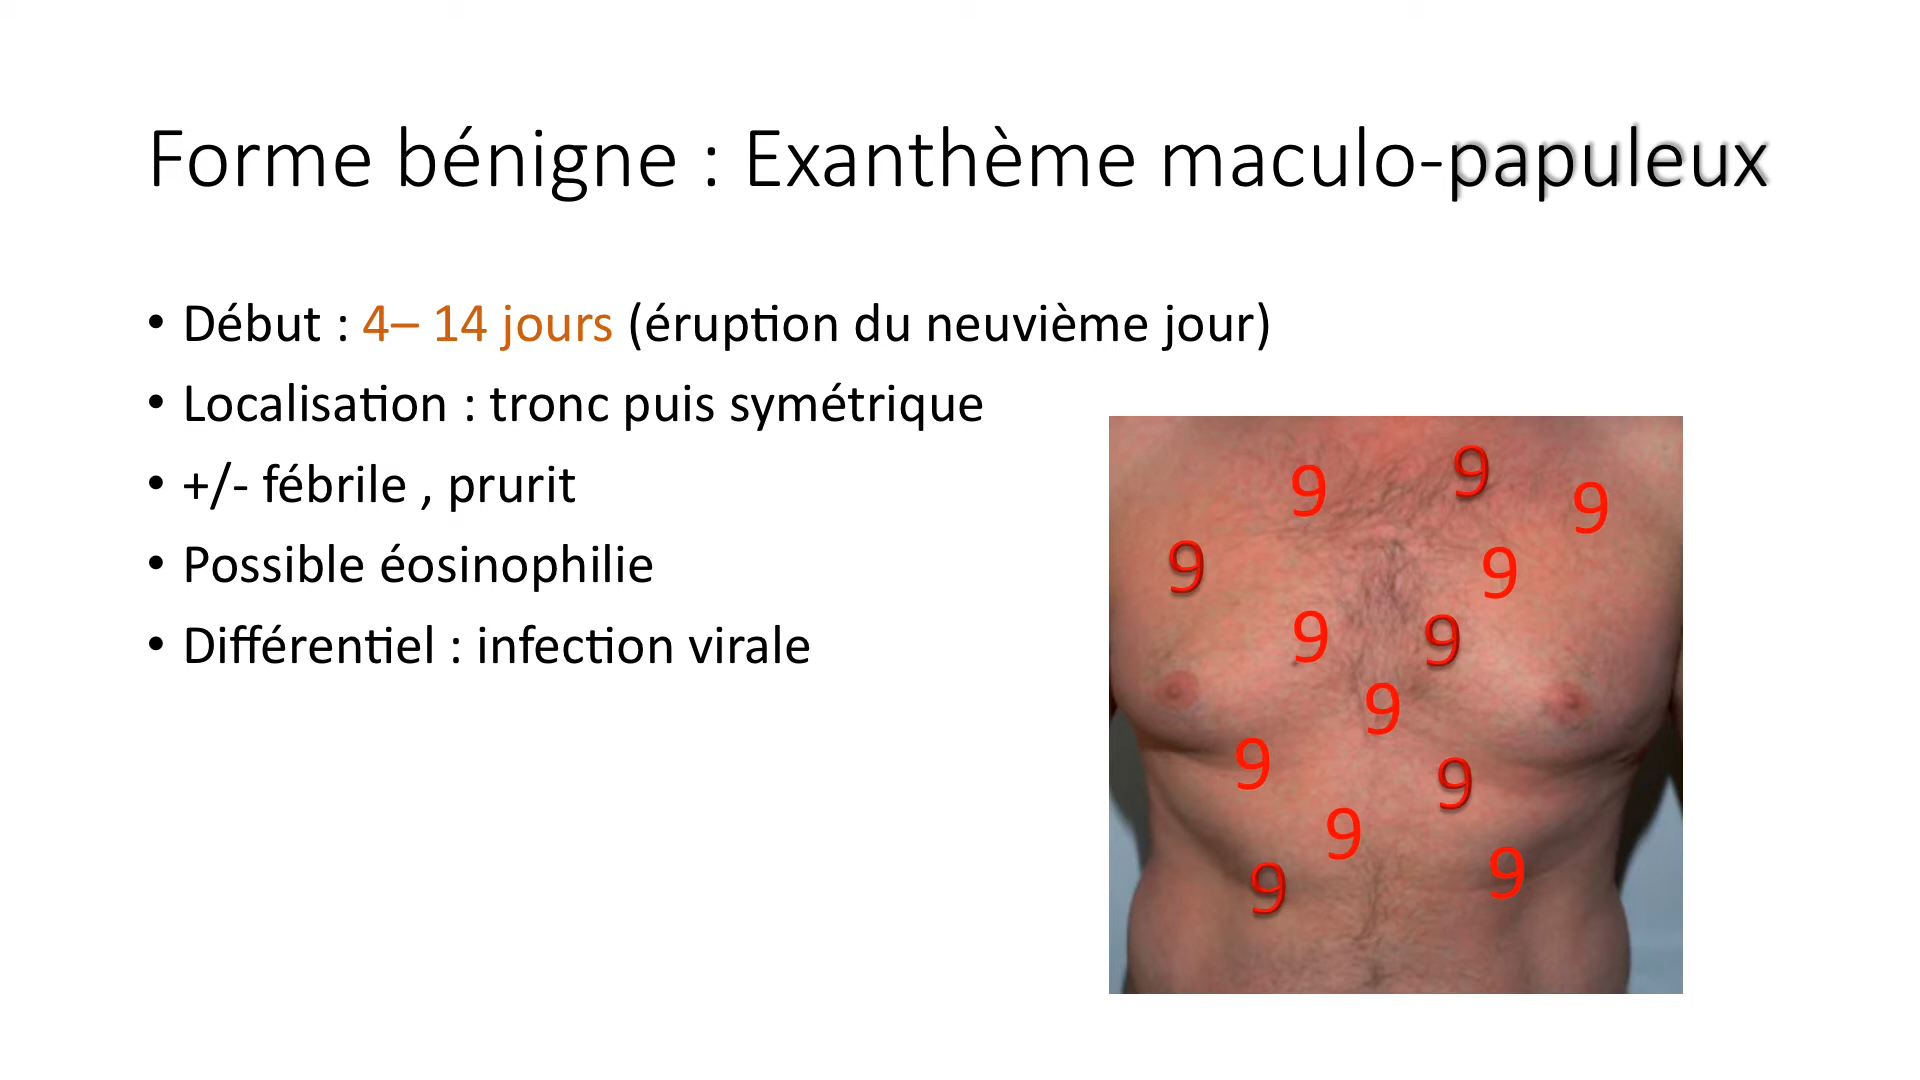 Forme bénigne : Exanthème maculo-papuleux
• Début : 4– 14 jours (éruption du neuvième jour)
• Localisation : tronc puis symétrique
• +/- fébrile , prurit
• Possible éosinophilie
• Différentiel : infection virale
9
9
9
9
9
9
9
9
9
9
9
9
9